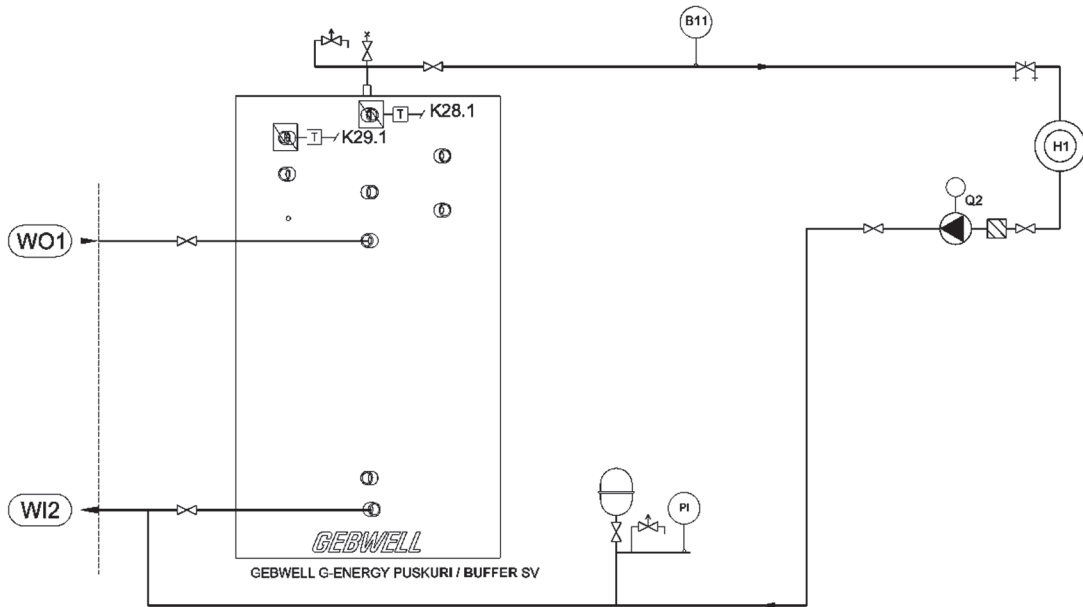 B11
K28.1
T
K29.1
T
H1
Q2
WO1
WI2
PI
GEBWELL
GEBWELL G-ENERGY PUSKURI / BUFFER SV